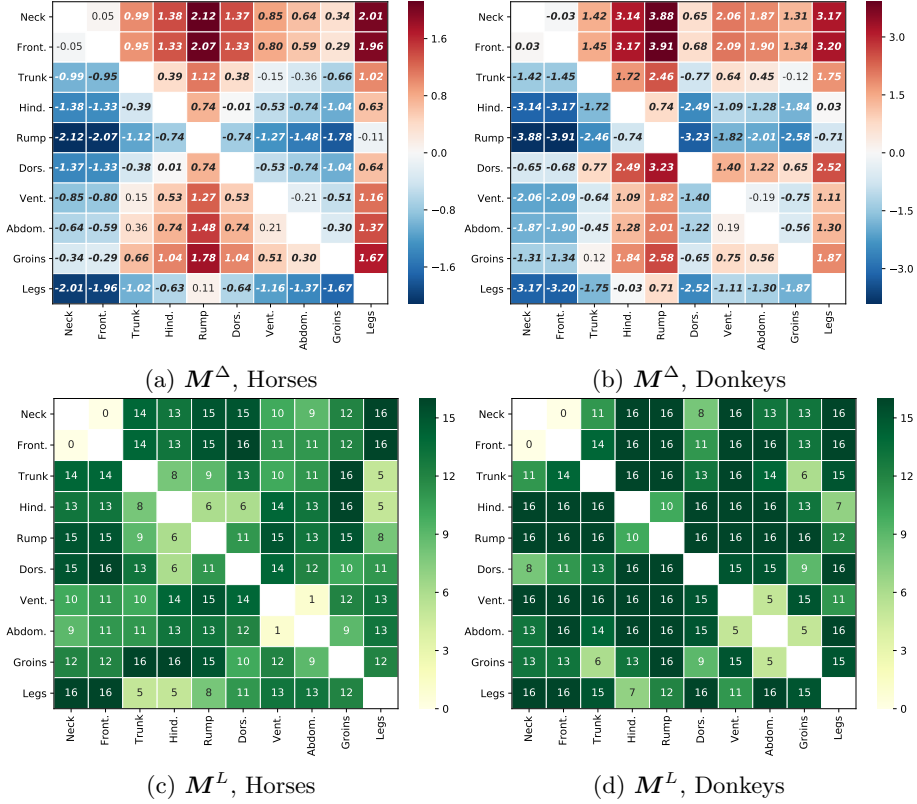 Neck 0.05 0.99 1.38 2.12 1.37 0.85 0.64 0.34 2.01
Front. -0.05 0.95 1.33 2.07 1.33 0.80 0.59 0.29 1.96
Trunk -0.99 -0.95 0.39 1.12 0.38 -0.15 -0.36 -0.66 1.02
Hind. -1.38 -1.33 -0.39 0.74 -0.01 -0.53 -0.74 -1.04 0.63
Rump -2.12 -2.07 -1.12 -0.74 -0.74 -1.27 -1.48 -1.78 -0.11
Dors. -1.37 -1.33 -0.38 0.01 0.74 -0.53 -0.74 -1.04 0.64
Vent. -0.85 -0.80 0.15 0.53 1.27 0.53 -0.21 -0.51 1.16
Abdom. -0.64 -0.59 0.36 0.74 1.48 0.74 0.21 -0.30 1.37
Groins -0.34 -0.29 0.66 1.04 1.78 1.04 0.51 0.30 1.67
Legs -2.01 -1.96 -1.02 -0.63 0.11 -0.64 -1.16 -1.37 -1.67
Neck Front. Trunk Hind. Rump Dors. Vent. Abdom. Groins Legs
1.6
0.8
0.0
−0.8
−1.6
(a) M^Δ, Horses
Neck -0.03 1.42 3.14 3.88 0.65 2.06 1.87 1.31 3.17
Front. 0.03 1.45 3.17 3.91 0.68 2.09 1.90 1.34 3.20
Trunk -1.42 -1.45 1.72 2.46 -0.77 0.64 0.45 -0.12 1.75
Hind. -3.14 -3.17 -1.72 0.74 -2.49 -1.09 -1.28 -1.84 0.03
Rump -3.88 -3.91 -2.46 -0.74 -3.23 -1.82 -2.01 -2.58 -0.71
Dors. -0.65 -0.68 0.77 2.49 3.23 1.40 1.22 0.65 2.52
Vent. -2.06 -2.09 -0.64 1.09 1.82 -1.40 -0.19 -0.75 1.11
Abdom. -1.87 -1.90 -0.45 1.28 2.01 -1.22 0.19 -0.56 1.30
Groins -1.31 -1.34 0.12 1.84 2.58 -0.65 0.75 0.56 1.87
Legs -3.17 -3.20 -1.75 -0.03 0.71 -2.52 -1.11 -1.30 -1.87
Neck Front. Trunk Hind. Rump Dors. Vent. Abdom. Groins Legs
3.0
1.5
0.0
−1.5
−3.0
(b) M^Δ, Donkeys
Neck 0 14 13 15 15 10 9 12 16
Front. 0 14 13 15 16 11 11 12 16
Trunk 14 14 8 9 13 10 11 16 5
Hind. 13 13 8 6 6 14 13 16 5
Rump 15 15 9 6 11 15 13 15 8
Dors. 15 16 13 6 11 14 12 10 11
Vent. 10 11 10 14 15 14 1 12 13
Abdom. 9 11 11 13 13 12 1 9 13
Groins 12 12 16 16 15 10 12 9 12
Legs 16 16 5 5 8 11 13 13 12
Neck Front. Trunk Hind. Rump Dors. Vent. Abdom. Groins Legs
15
12
9
6
3
0
(c) M^L, Horses
Neck 0 11 16 16 8 16 13 13 16
Front. 0 14 16 16 11 16 16 13 16
Trunk 11 14 16 16 13 16 14 6 15
Hind. 16 16 16 10 16 16 16 13 7
Rump 16 16 16 10 16 16 16 16 12
Dors. 8 11 13 16 16 15 15 9 16
Vent. 16 16 16 16 16 15 5 15 11
Abdom. 13 16 14 16 16 15 5 5 16
Groins 13 13 6 13 16 9 15 5 15
Legs 16 16 15 7 12 16 11 16 15
Neck Front. Trunk Hind. Rump Dors. Vent. Abdom. Groins Legs
15
12
9
6
3
0
(d) M^L, Donkeys